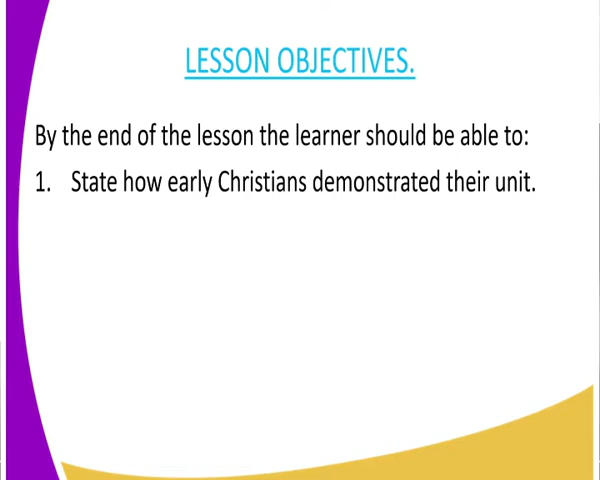 LESSON OBJECTIVES.
By the end of the lesson the learner should be able to:
1. State how early Christians demonstrated their unit.